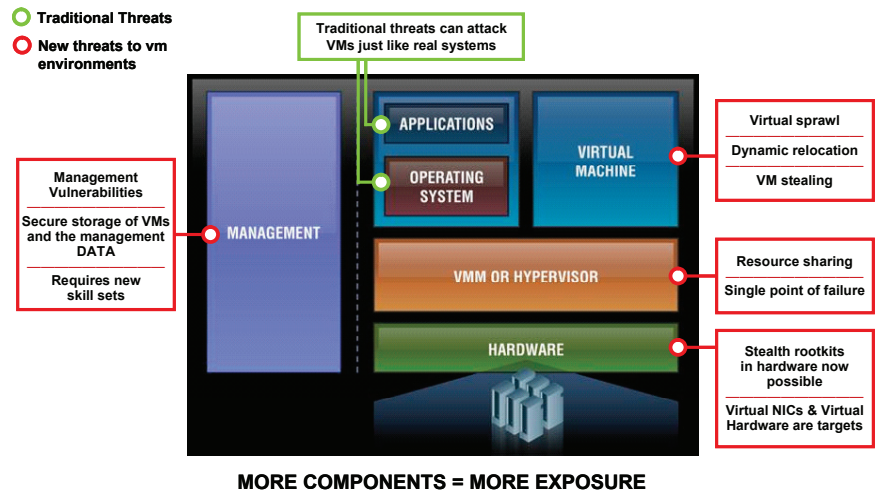 Traditional Threats
New threats to vm
environments
Traditional threats can attack
VMs just like real systems
Management
Vulnerabilities
Secure storage of VMs
and the management
DATA
Requires new
skill sets
MANAGEMENT
APPLICATIONS
OPERATING
SYSTEM
VIRTUAL
MACHINE
VMM OR HYPERVISOR
HARDWARE
Virtual sprawl
Dynamic relocation
VM stealing
Resource sharing
Single point of failure
Stealth rootkits
in hardware now
possible
Virtual NICs & Virtual
Hardware are targets
MORE COMPONENTS = MORE EXPOSURE